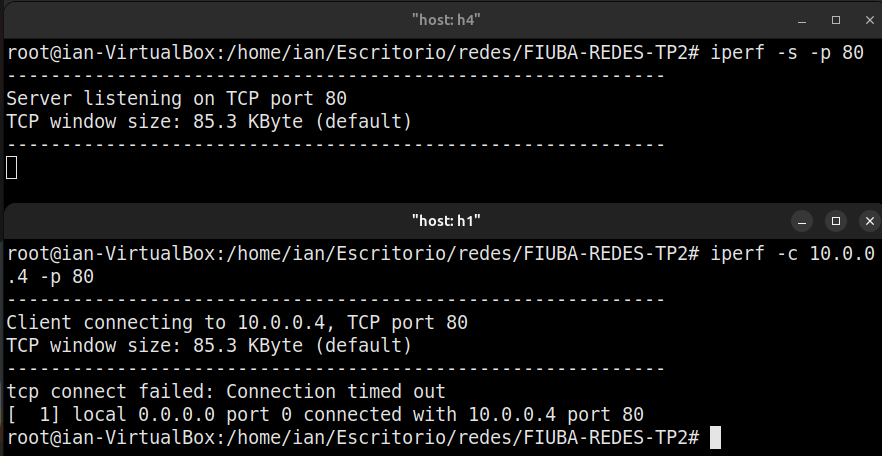 "host: h4"
root@ian-VirtualBox:/home/ian/Escritorio/redes/FIUBA-REDES-TP2# iperf -s -p 80
------------------------------------------------------------
Server listening on TCP port 80
TCP window size: 85.3 KByte (default)
------------------------------------------------------------
"host: h1"
root@ian-VirtualBox:/home/ian/Escritorio/redes/FIUBA-REDES-TP2# iperf -c 10.0.0
.4 -p 80
------------------------------------------------------------
Client connecting to 10.0.0.4, TCP port 80
TCP window size: 85.3 KByte (default)
------------------------------------------------------------
tcp connect failed: Connection timed out
[  1] local 0.0.0.0 port 0 connected with 10.0.0.4 port 80
root@ian-VirtualBox:/home/ian/Escritorio/redes/FIUBA-REDES-TP2#